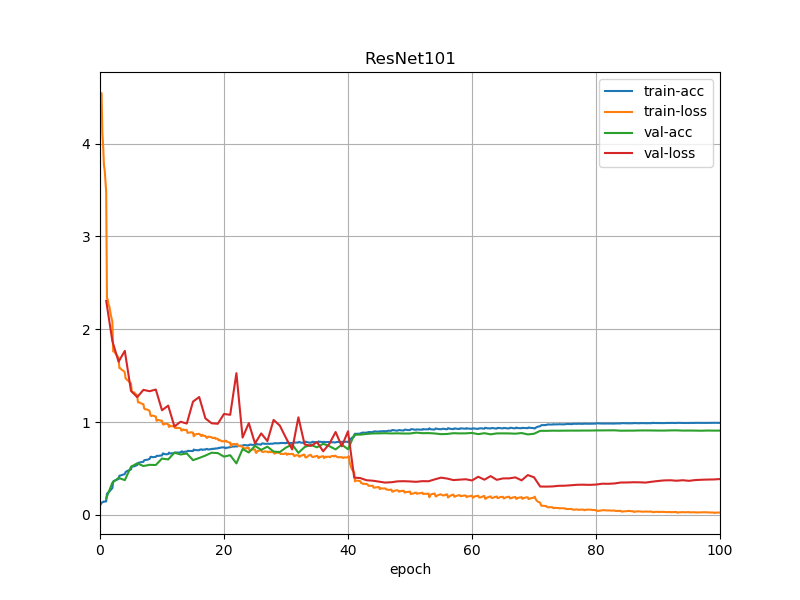 ResNet101
train-acc
train-loss
val-acc
val-loss
4
3
2
1
0
0 20 40 60 80 100
epoch